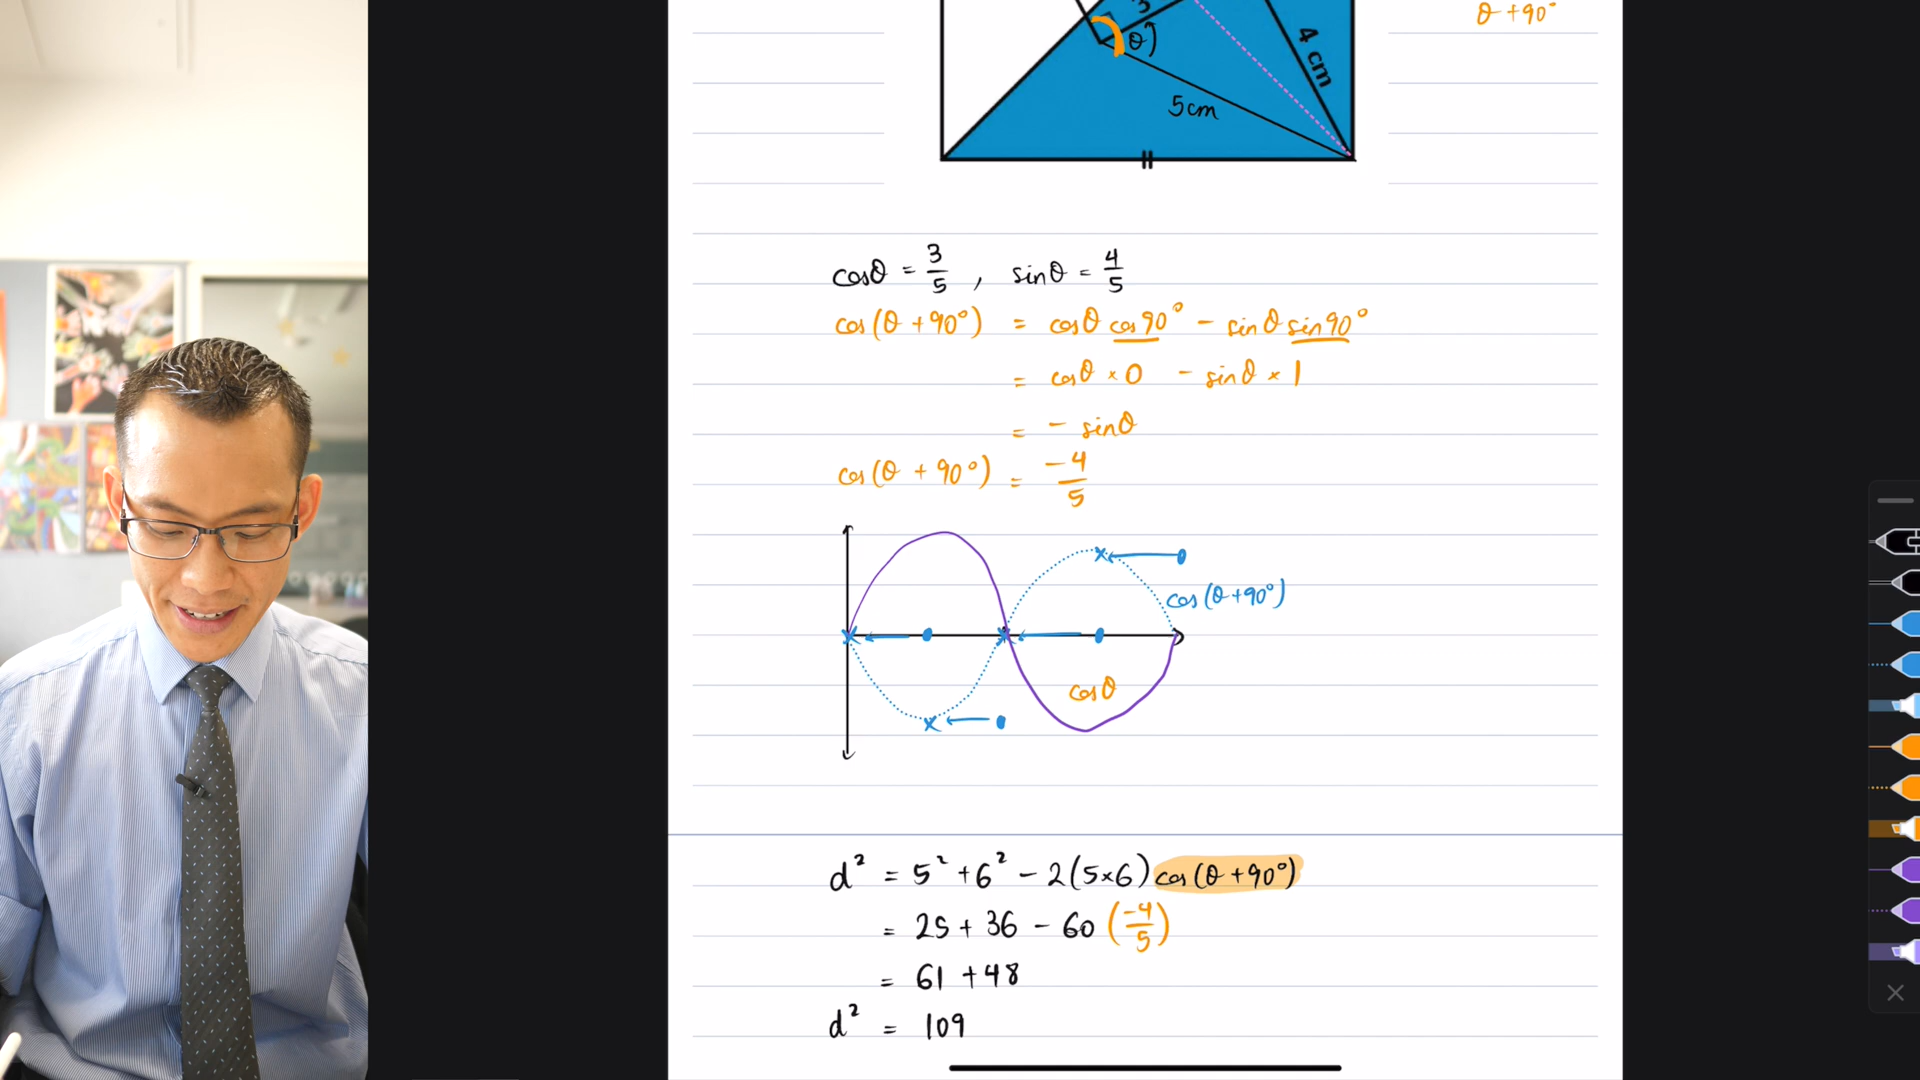 θ +90°
3
θ
4 cm
5cm
cosθ = 3/5 , sinθ = 4/5
cos(θ +90°) = cosθ cos90° - sinθ sin90°
= cosθ × 0 - sinθ × 1
= - sinθ
cos(θ + 90°) = -4/5
cos(θ+90°)
cosθ
d² = 5² + 6² - 2(5×6) cos(θ+90°)
= 25 + 36 - 60 (-4/5)
= 61 + 48
d² = 109